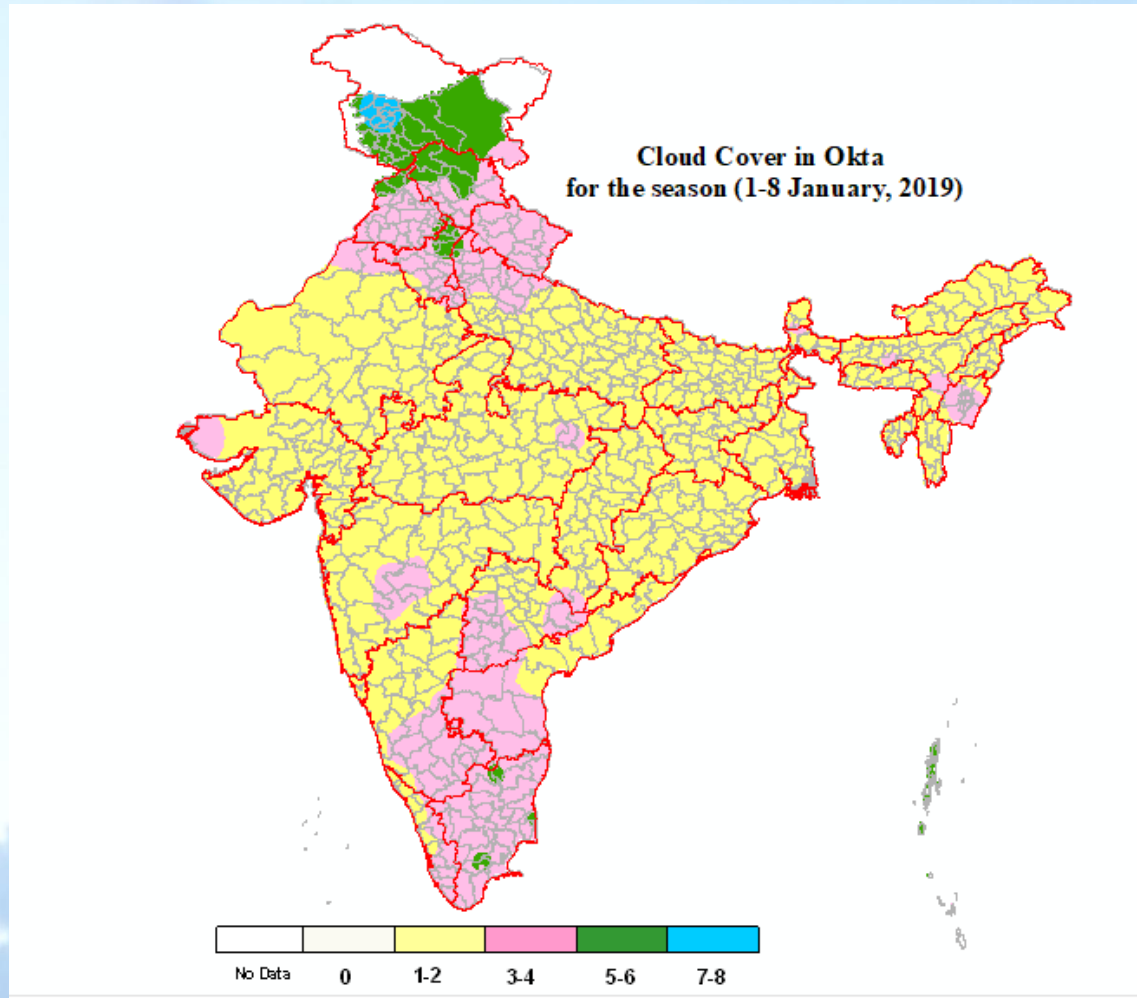 Cloud Cover in Okta
for the season (1-8 January, 2019)
No Data 0 1-2 3-4 5-6 7-8